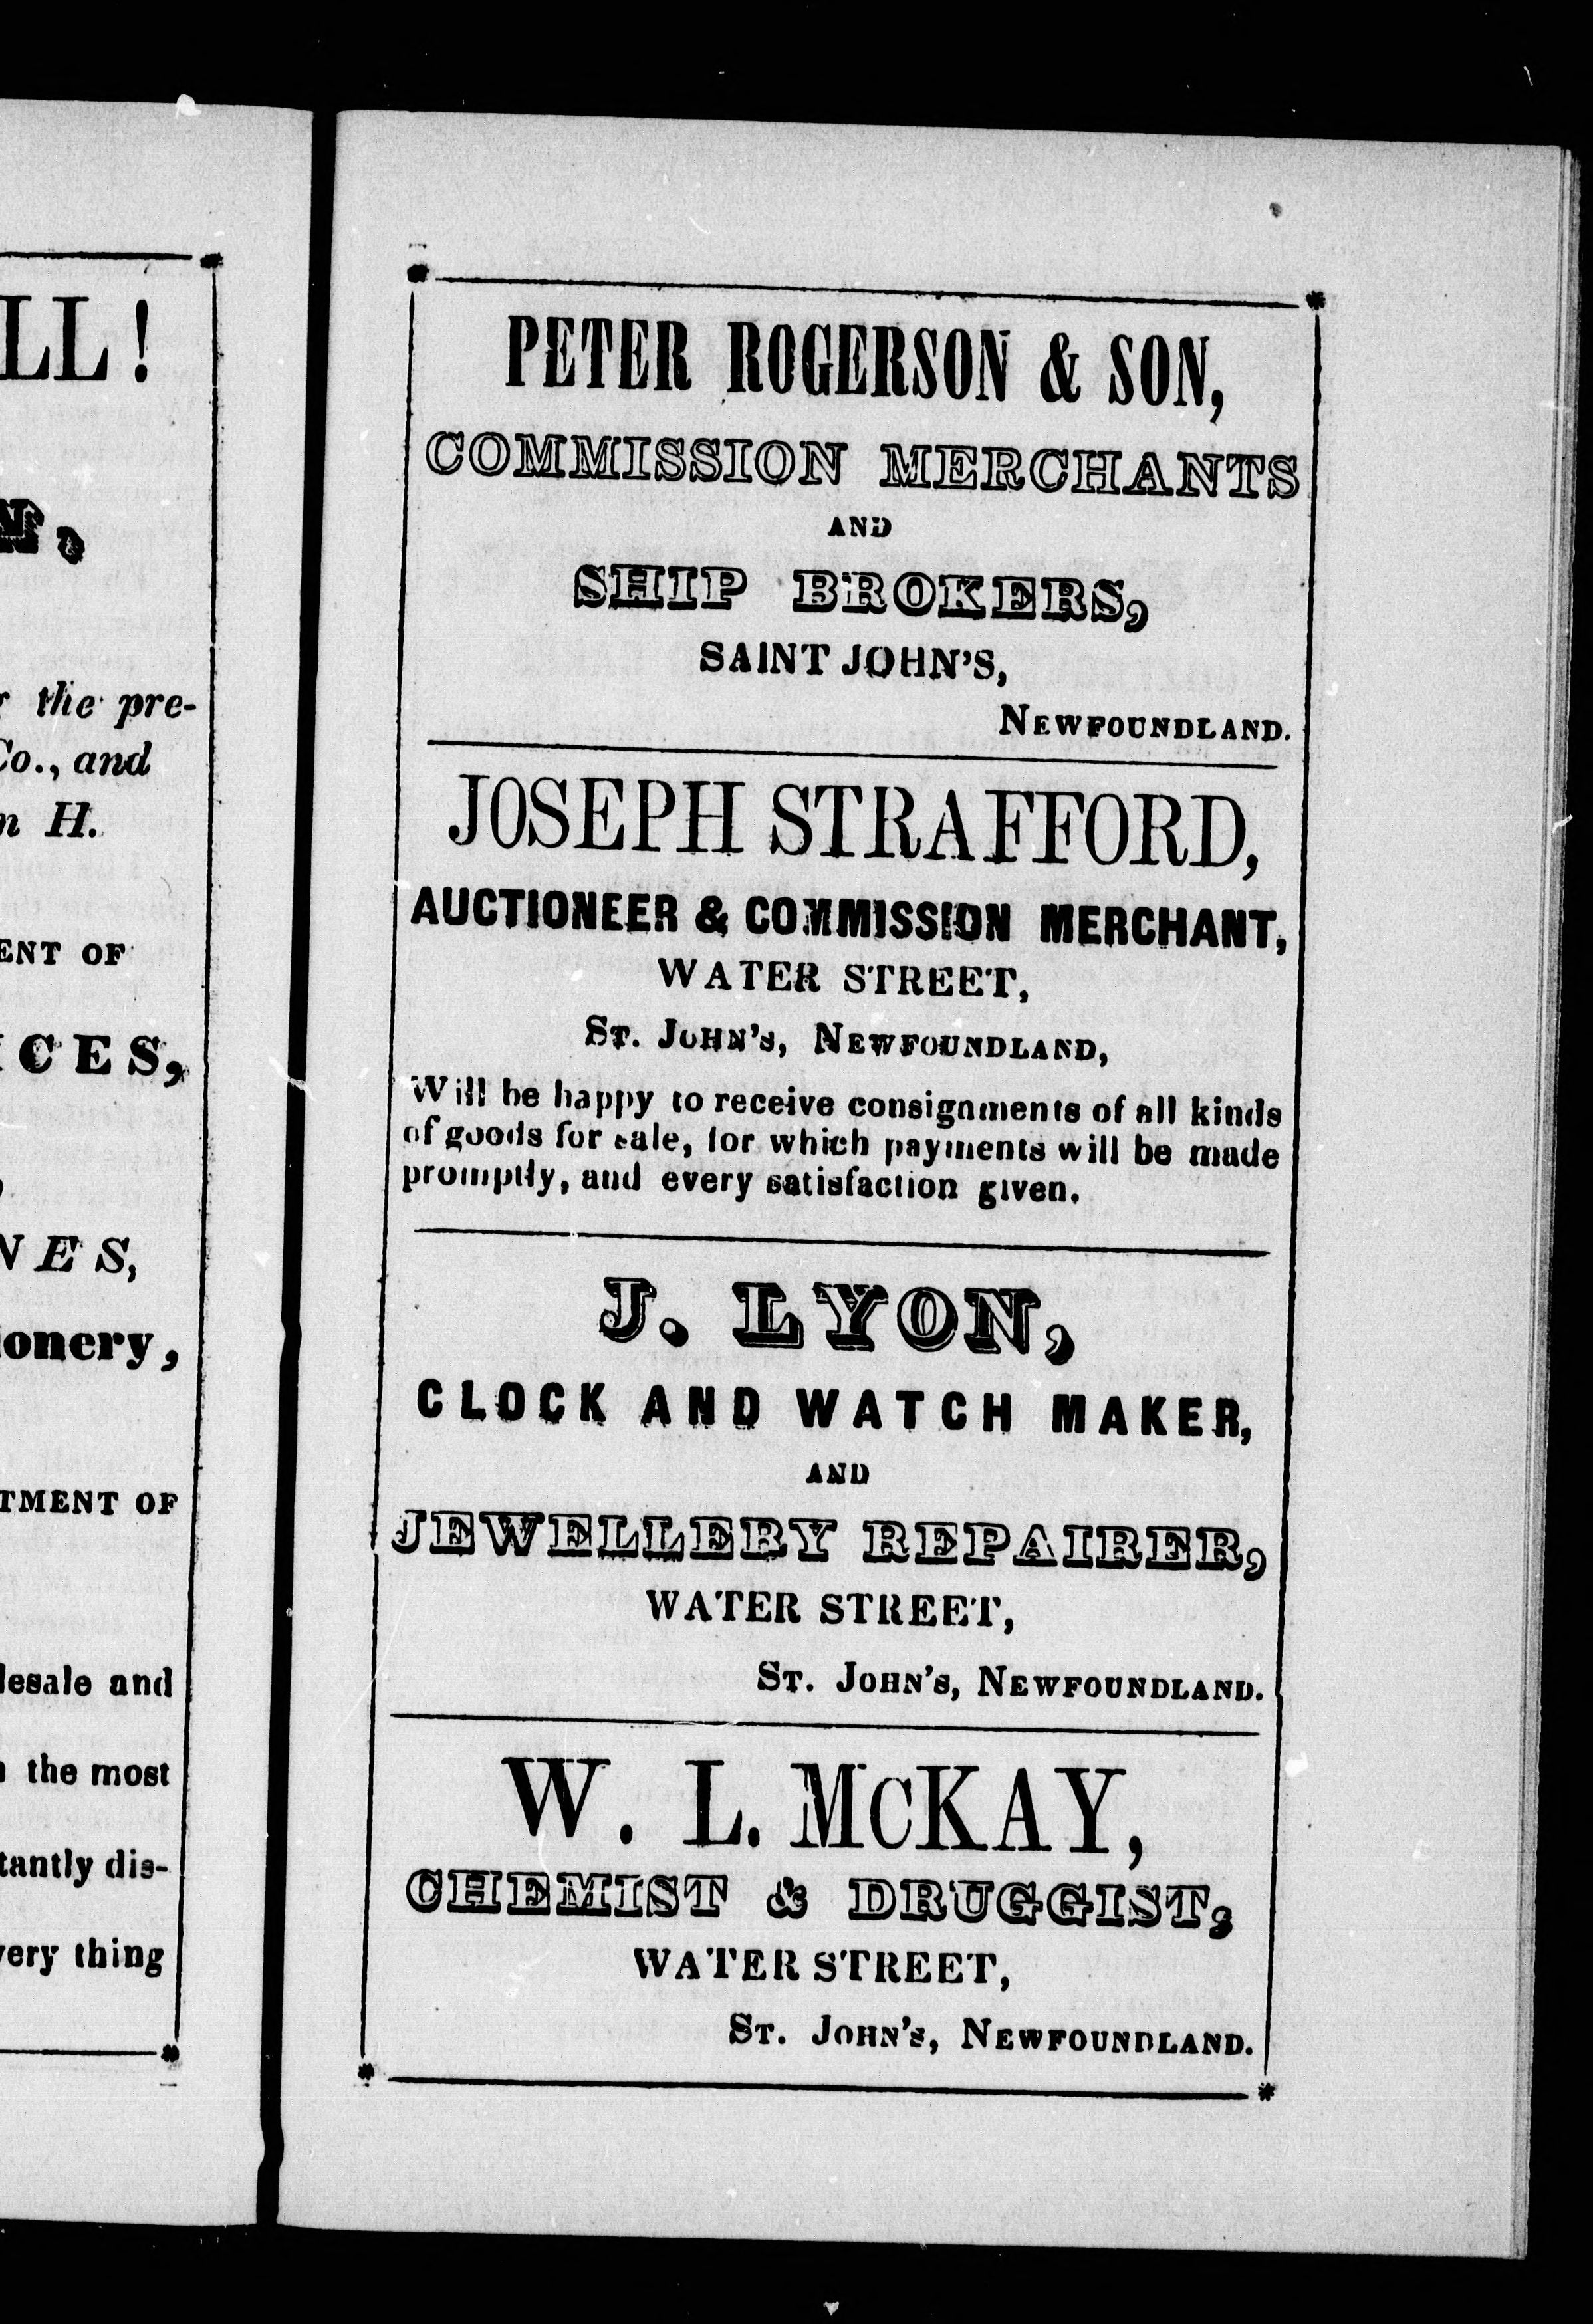 LL!
N,
the pre-
Co., and
H.
ENT OF
ICES,
NES,
ionery,
TMENT OF
lesale and
the most
tantly dis-
very thing
PETER ROGERSON & SON,
COMMISSION MERCHANTS
AND
SHIP BROKERS,
SAINT JOHN'S,
NEWFOUNDLAND.
JOSEPH STRAFFORD,
AUCTIONEER & COMMISSION MERCHANT,
WATER STREET,
ST. JOHN's, NEWFOUNDLAND,
Will be happy to receive consignments of all kinds
of goods for sale, for which payments will be made
promptly, and every satisfaction given.
J. LYON,
CLOCK AND WATCH MAKER,
AND
JEWELLERY REPAIRER,
WATER STREET,
ST. JOHN's, NEWFOUNDLAND.
W. L. McKAY,
CHEMIST & DRUGGIST,
WATER STREET,
ST. JOHN's, NEWFOUNDLAND.